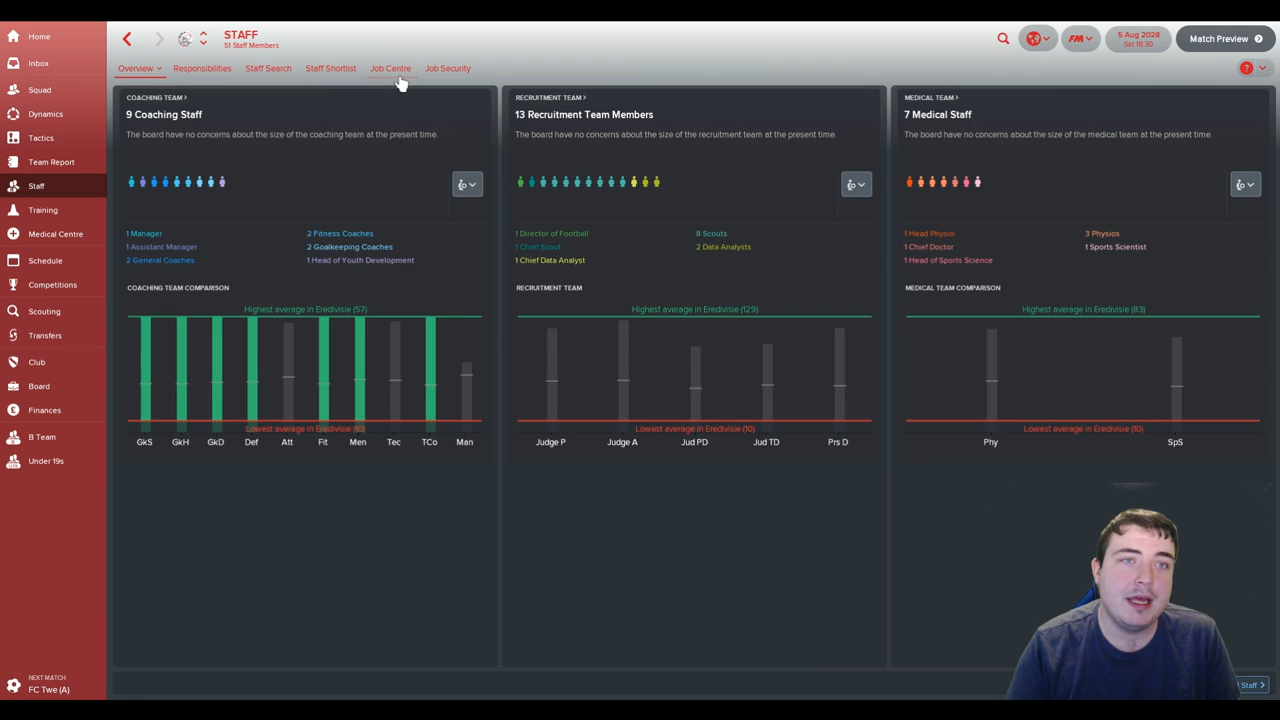 Home
Inbox
Squad
Dynamics
Tactics
Team Report
Staff
Training
Medical Centre
Schedule
Competitions
Scouting
Transfers
Club
Board
Finances
B Team
Under 19s
NEXT MATCH
FC Twe (A)
STAFF
51 Staff Members
FM
5 Aug 2028
Sat 18:30
Match Preview
Overview
Responsibilities
Staff Search
Staff Shortlist
Job Centre
Job Security
?
COACHING TEAM >
9 Coaching Staff
The board have no concerns about the size of the coaching team at the present time.
1 Manager
2 Fitness Coaches
1 Assistant Manager
2 Goalkeeping Coaches
2 General Coaches
1 Head of Youth Development
COACHING TEAM COMPARISON
Highest average in Eredivisie (57)
Lowest average in Eredivisie (10)
GkS GkH GkD Def Att Fit Men Tec TCo Man
RECRUITMENT TEAM >
13 Recruitment Team Members
The board have no concerns about the size of the recruitment team at the present time.
1 Director of Football
8 Scouts
1 Chief Scout
2 Data Analysts
1 Chief Data Analyst
RECRUITMENT TEAM
Highest average in Eredivisie (129)
Lowest average in Eredivisie (10)
Judge P Judge A Jud PD Jud TD Prs D
MEDICAL TEAM >
7 Medical Staff
The board have no concerns about the size of the medical team at the present time.
1 Head Physio
3 Physios
1 Chief Doctor
1 Sports Scientist
1 Head of Sports Science
MEDICAL TEAM COMPARISON
Highest average in Eredivisie (83)
Lowest average in Eredivisie (10)
Phy SpS
Staff >